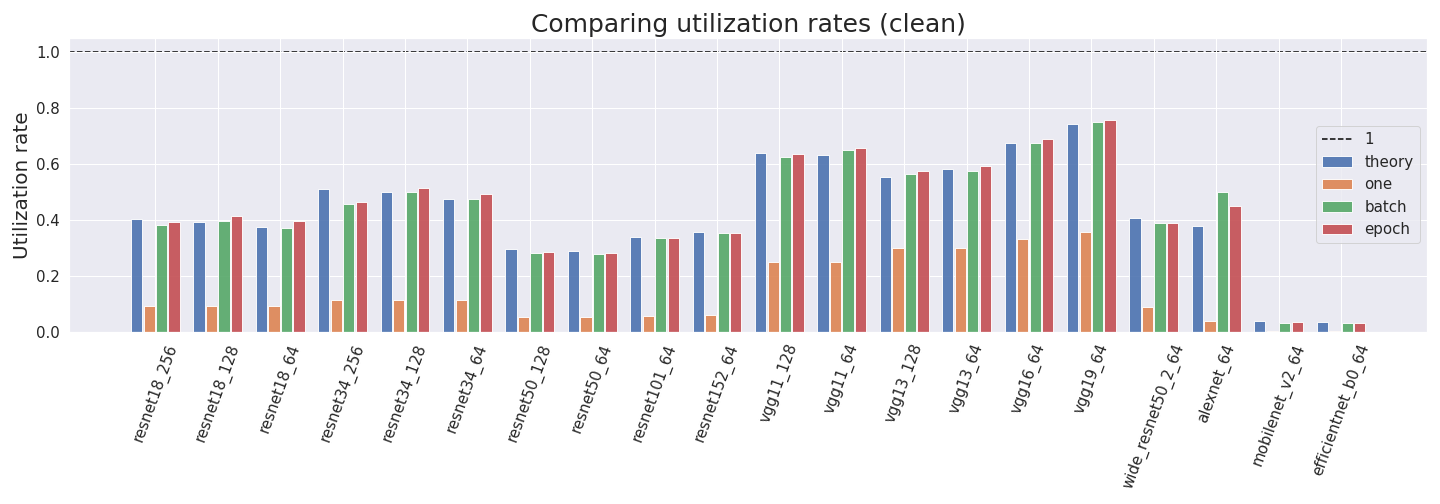 Comparing utilization rates (clean)
Utilization rate
1.0
0.8
0.6
0.4
0.2
0.0
1
theory
one
batch
epoch
resnet18_256
resnet18_128
resnet18_64
resnet34_256
resnet34_128
resnet34_64
resnet50_128
resnet50_64
resnet101_64
resnet152_64
vgg11_128
vgg11_64
vgg13_128
vgg13_64
vgg16_64
vgg19_64
wide_resnet50_2_64
alexnet_64
mobilenet_v2_64
efficientnet_b0_64